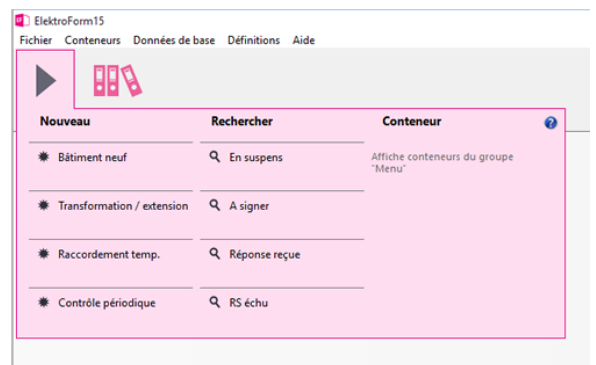 ElektroForm15
Fichier Conteneurs Données de base Définitions Aide
Nouveau Rechercher Conteneur
Bâtiment neuf En suspens Affiche conteneurs du groupe
"Menu"
Transformation / extension A signer
Raccordement temp. Réponse reçue
Contrôle périodique RS échu